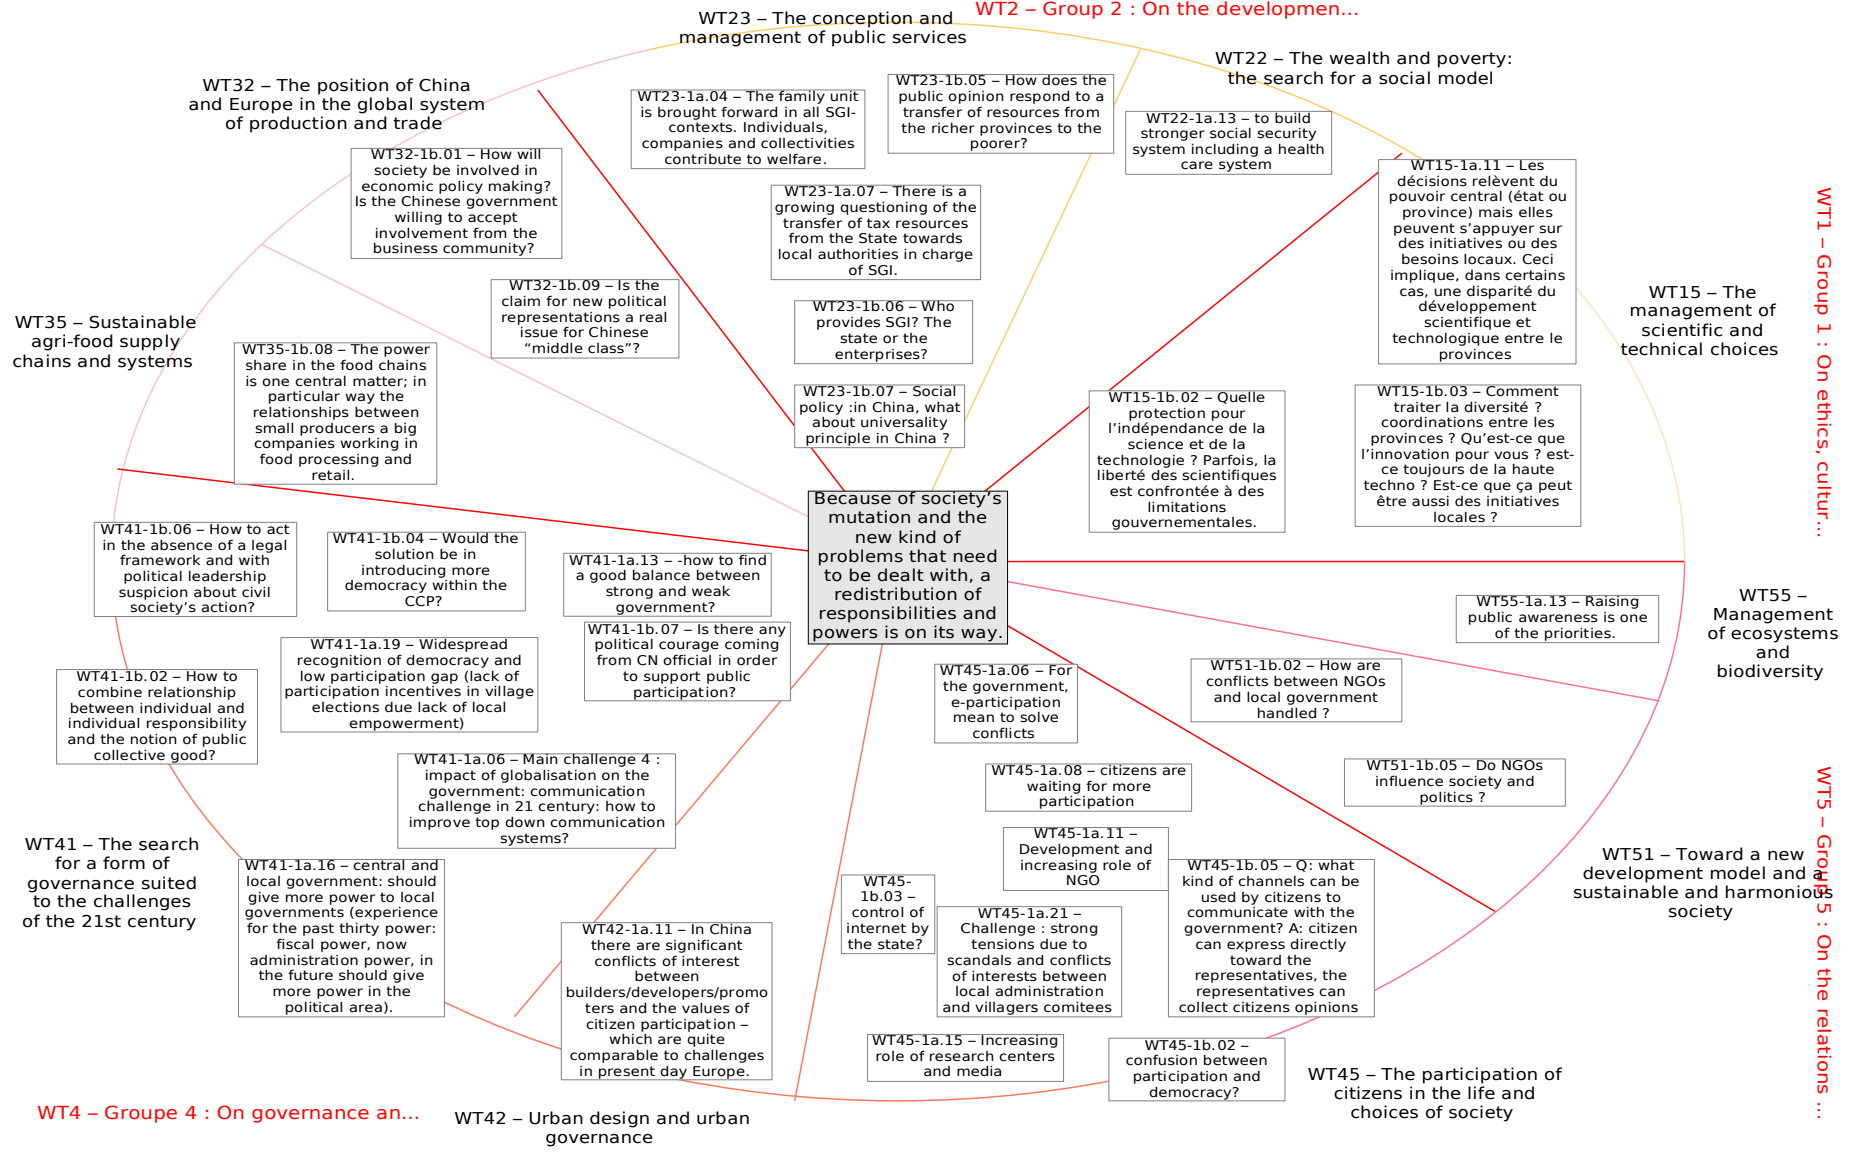 WT2 – Group 2 : On the developmen...
WT23 – The conception and
management of public services
WT22 – The wealth and poverty:
the search for a social model
WT32 – The position of China
and Europe in the global system
of production and trade
WT23-1a.04 – The family unit
is brought forward in all SGI-
contexts. Individuals,
companies and collectivities
contribute to welfare.
WT23-1b.05 – How does the
public opinion respond to a
transfer of resources from
the richer provinces to the
poorer?
WT22-1a.13 – to build
stronger social security
system including a health
care system
WT32-1b.01 – How will
society be involved in
economic policy making?
Is the Chinese government
willing to accept
involvement from the
business community?
WT23-1a.07 – There is a
growing questioning of the
transfer of tax resources
from the State towards
local authorities in charge
of SGI.
WT15-1a.11 – Les
décisions relèvent du
pouvoir central (état ou
province) mais elles
peuvent s’appuyer sur
des initiatives ou des
besoins locaux. Ceci
implique, dans certains
cas, une disparité du
développement
scientifique et
technologique entre le
provinces
WT1 – Group 1 : On ethics, cultur...
WT32-1b.09 – Is the
claim for new political
representations a real
issue for Chinese
“middle class”?
WT23-1b.06 – Who
provides SGI? The
state or the
enterprises?
WT15 – The
management of
scientific and
technical choices
WT35 – Sustainable
agri-food supply
chains and systems
WT35-1b.08 – The power
share in the food chains
is one central matter; in
particular way the
relationships between
small producers a big
companies working in
food processing and
retail.
WT23-1b.07 – Social
policy :in China, what
about universality
principle in China ?
WT15-1b.02 – Quelle
protection pour
l’indépendance de la
science et de la
technologie ? Parfois, la
liberté des scientifiques
est confrontée à des
limitations
gouvernementales.
WT15-1b.03 – Comment
traiter la diversité ?
coordinations entre les
provinces ? Qu’est-ce que
l’innovation pour vous ? est-
ce toujours de la haute
techno ? Est-ce que ça peut
être aussi des initiatives
locales ?
Because of society’s
mutation and the
new kind of
problems that need
to be dealt with, a
redistribution of
responsibilities and
powers is on its way.
WT41-1b.06 – How to act
in the absence of a legal
framework and with
political leadership
suspicion about civil
society’s action?
WT41-1b.04 – Would the
solution be in
introducing more
democracy within the
CCP?
WT41-1a.13 – -how to find
a good balance between
strong and weak
government?
WT55-1a.13 – Raising
public awareness is one
of the priorities.
WT55 –
Management
of ecosystems
and
biodiversity
WT41-1b.07 – Is there any
political courage coming
from CN official in order
to support public
participation?
WT41-1a.19 – Widespread
recognition of democracy and
low participation gap (lack of
participation incentives in village
elections due lack of local
empowerment)
WT41-1b.02 – How to
combine relationship
between individual and
individual responsibility
and the notion of public
collective good?
WT45-1a.06 – For
the government,
e-participation
mean to solve
conflicts
WT51-1b.02 – How are
conflicts between NGOs
and local government
handled ?
WT41-1a.06 – Main challenge 4 :
impact of globalisation on the
government: communication
challenge in 21 century: how to
improve top down communication
systems?
WT45-1a.08 – citizens are
waiting for more
participation
WT51-1b.05 – Do NGOs
influence society and
politics ?
WT5 – Group 5 : On the relations ...
WT41 – The search
for a form of
governance suited
to the challenges
of the 21st century
WT41-1a.16 – central and
local government: should
give more power to local
governments (experience
for the past thirty power:
fiscal power, now
administration power, in
the future should give
more power in the
political area).
WT45-1a.11 –
Development and
increasing role of
NGO
WT45-1b.05 – Q: what
kind of channels can be
used by citizens to
communicate with the
government? A: citizen
can express directly
toward the
representatives, the
representatives can
collect citizens opinions
WT51 – Toward a new
development model and a
sustainable and harmonious
society
WT45-
1b.03 –
control of
internet by
the state?
WT45-1a.21 –
Challenge : strong
tensions due to
scandals and conflicts
of interests between
local administration
and villagers comitees
WT42-1a.11 – In China
there are significant
conflicts of interest
between
builders/developers/promo
ters and the values of
citizen participation –
which are quite
comparable to challenges
in present day Europe.
WT45-1a.15 – Increasing
role of research centers
and media
WT45-1b.02 –
confusion between
participation and
democracy?
WT45 – The participation of
citizens in the life and
choices of society
WT4 – Groupe 4 : On governance an...
WT42 – Urban design and urban
governance